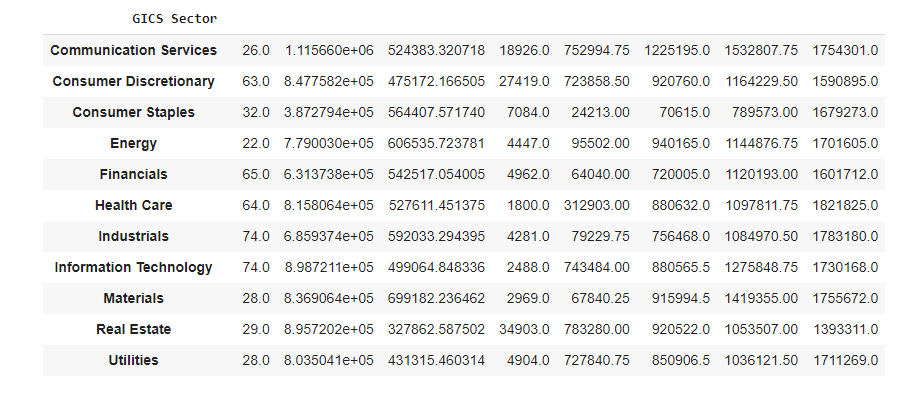 GICS Sector
Communication Services 26.0 1.115660e+06 524383.320718 18926.0 752994.75 1225195.0 1532807.75 1754301.0
Consumer Discretionary 63.0 8.477582e+05 475172.166505 27419.0 723858.50 920760.0 1164229.50 1590895.0
Consumer Staples 32.0 3.872794e+05 564407.571740 7084.0 24213.00 70615.0 789573.00 1679273.0
Energy 22.0 7.790030e+05 606535.723781 4447.0 95502.00 940165.0 1144876.75 1701605.0
Financials 65.0 6.313738e+05 542517.054005 4962.0 64040.00 720005.0 1120193.00 1601712.0
Health Care 64.0 8.158064e+05 527611.451375 1800.0 312903.00 880632.0 1097811.75 1821825.0
Industrials 74.0 6.859374e+05 592033.294395 4281.0 79229.75 756468.0 1084970.50 1783180.0
Information Technology 74.0 8.987211e+05 499064.848336 2488.0 743484.00 880565.5 1275848.75 1730168.0
Materials 28.0 8.369064e+05 699182.236462 2969.0 67840.25 915994.5 1419355.00 1755672.0
Real Estate 29.0 8.957202e+05 327862.587502 34903.0 783280.00 920522.0 1053507.00 1393311.0
Utilities 28.0 8.035041e+05 431315.460314 4904.0 727840.75 850906.5 1036121.50 1711269.0